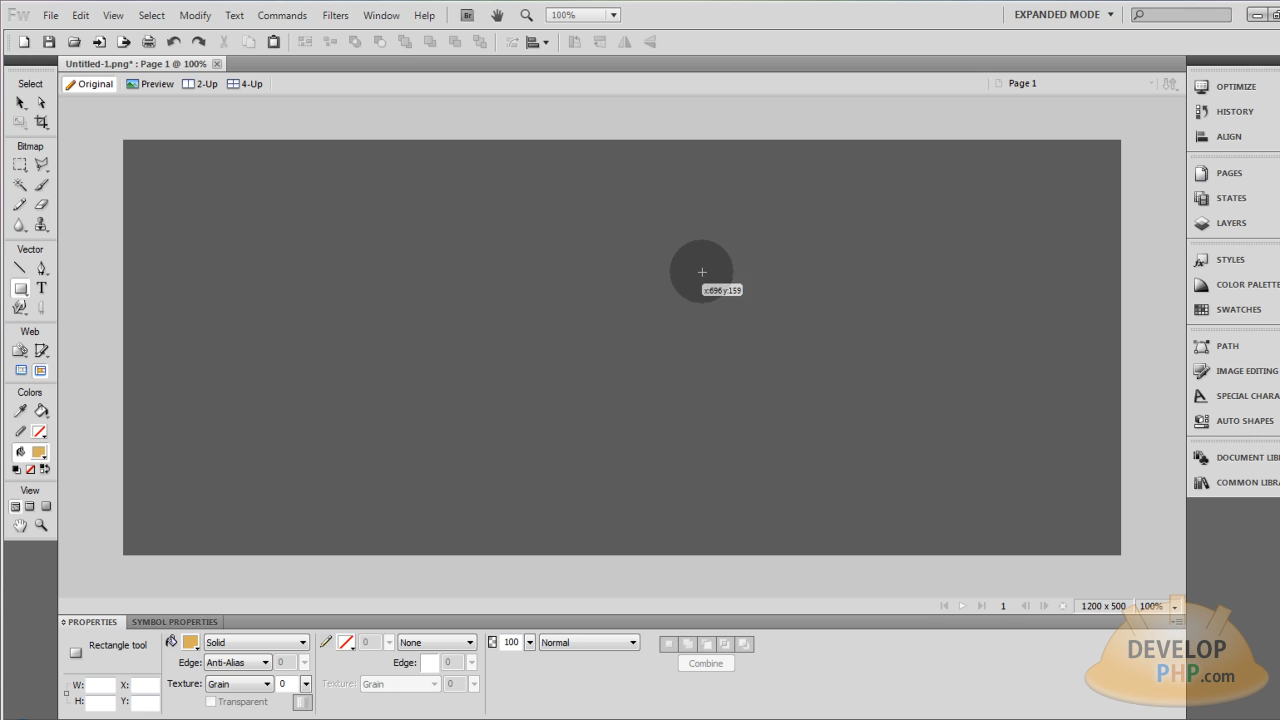 Fw File Edit View Select Modify Text Commands Filters Window Help Br 100% EXPANDED MODE
Untitled-1.png* : Page 1 @ 100%
Original Preview 2-Up 4-Up Page 1
Select
Bitmap
Vector
T
Web
Colors
View
x:696 y:159
OPTIMIZE
HISTORY
ALIGN
PAGES
STATES
LAYERS
STYLES
COLOR PALETTE
SWATCHES
PATH
IMAGE EDITING
SPECIAL CHARA
AUTO SHAPES
DOCUMENT LIBR
COMMON LIBRA
1 1200 x 500 100%
PROPERTIES SYMBOL PROPERTIES
Rectangle tool Solid 0 None 100 Normal
Edge: Anti-Alias 0 Edge: 0 Combine
W: X: Texture: Grain 0 Texture: Grain 0
H: Y: Transparent
DEVELOP
PHP.com